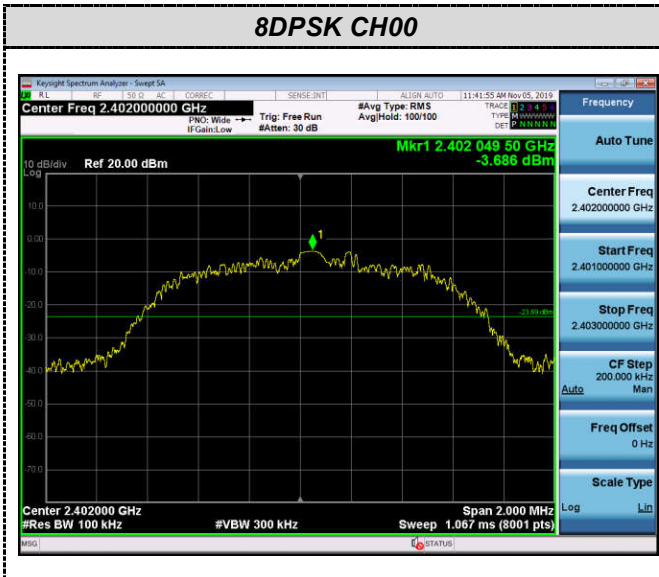 8DPSK CH00
Keysight Spectrum Analyzer - Swept SA
RL RF 50 Ω AC CORREC SENSE:INT ALIGN AUTO 11:41:55 AM Nov 05, 2019
Center Freq 2.402000000 GHz
PNO: Wide
IFGain:Low
Trig: Free Run
#Atten: 30 dB
#Avg Type: RMS
Avg|Hold: 100/100
TRACE 1 2 3 4 5 6
TYPE M WWWWW
DET P N N N N N
Frequency
Mkr1 2.402 049 50 GHz
-3.686 dBm
10 dB/div Ref 20.00 dBm
Log
10.0
0.00
-10.0
-20.0
-30.0
-40.0
-50.0
-60.0
-70.0
1
-23.69 dBm
Center 2.402000 GHz
Span 2.000 MHz
#Res BW 100 kHz #VBW 300 kHz Sweep 1.067 ms (8001 pts)
Auto Tune
Center Freq
2.402000000 GHz
Start Freq
2.401000000 GHz
Stop Freq
2.403000000 GHz
CF Step
200.000 kHz
Auto Man
Freq Offset
0 Hz
Scale Type
Log Lin
MSG STATUS